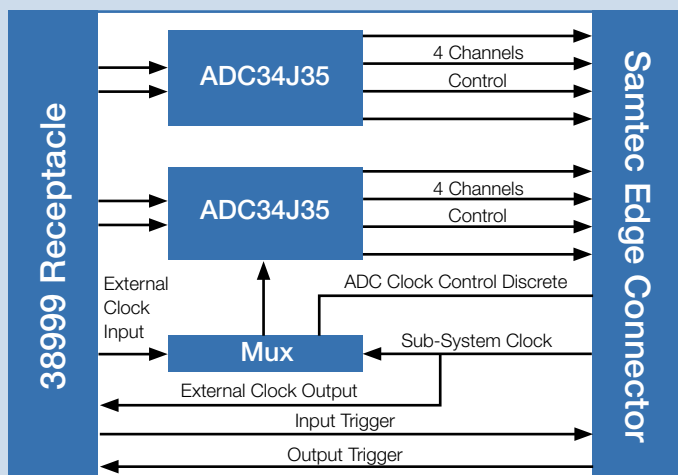 38999 Receptacle
ADC34J35
4 Channels
Control
ADC34J35
4 Channels
Control
External
Clock
Input
ADC Clock Control Discrete
Mux
Sub-System Clock
External Clock Output
Input Trigger
Output Trigger
Samtec Edge Connector